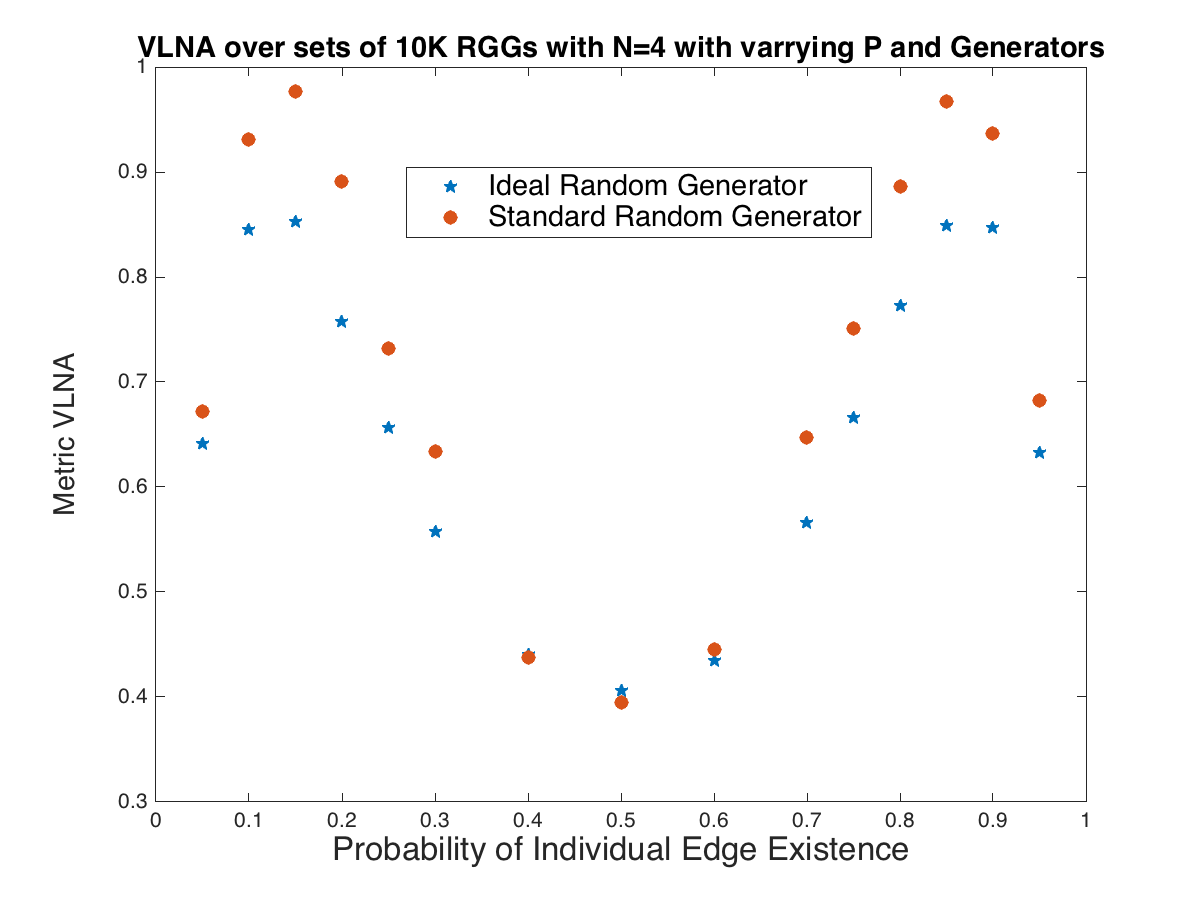 VLNA over sets of 10K RGGs with N=4 with varrying P and Generators
1
0.9
0.8
0.7
0.6
0.5
0.4
0.3
Metric VLNA
Ideal Random Generator
Standard Random Generator
0 0.1 0.2 0.3 0.4 0.5 0.6 0.7 0.8 0.9 1
Probability of Individual Edge Existence